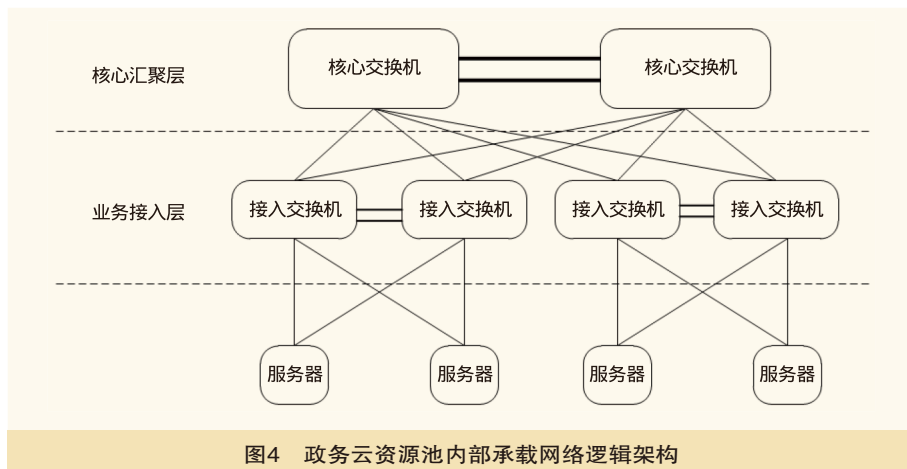 核心汇聚层
核心交换机 核心交换机
业务接入层
接入交换机 接入交换机 接入交换机 接入交换机
服务器 服务器 服务器 服务器
图4 政务云资源池内部承载网络逻辑架构